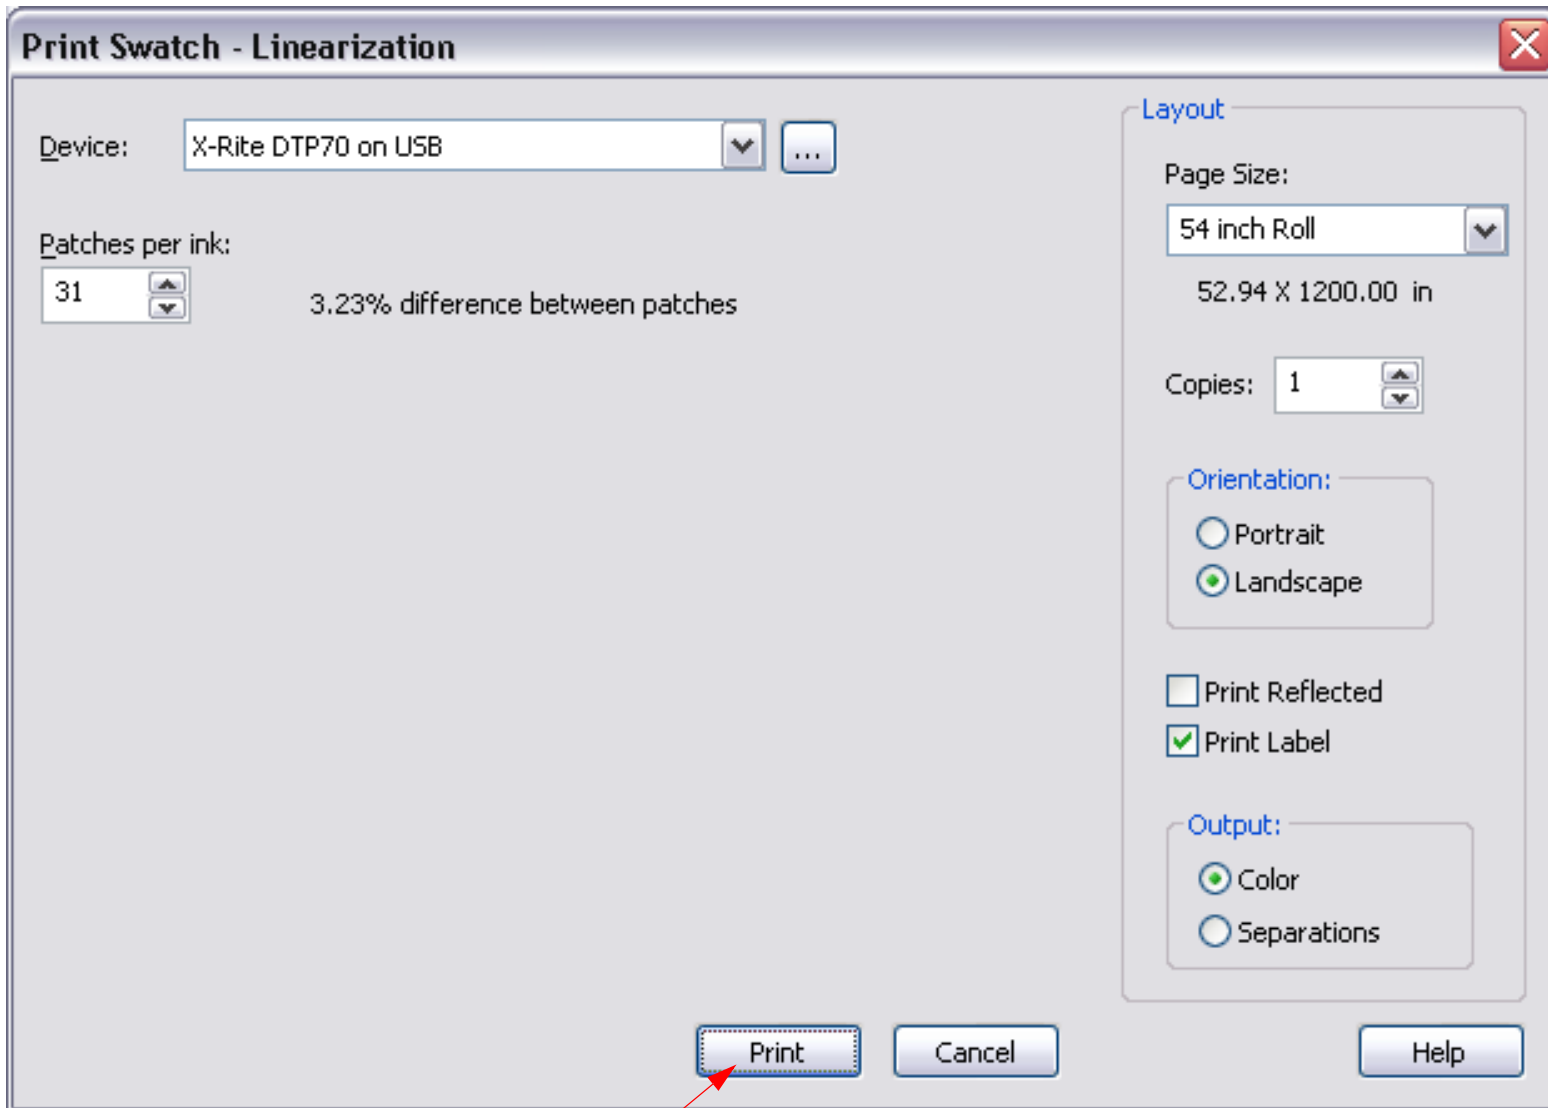 Print Swatch - Linearization
Device:
X-Rite DTP70 on USB
...
Patches per ink:
31
3.23% difference between patches
Layout
Page Size:
54 inch Roll
52.94 X 1200.00 in
Copies:
1
Orientation:
Portrait
Landscape
Print Reflected
Print Label
Output:
Color
Separations
Print
Cancel
Help